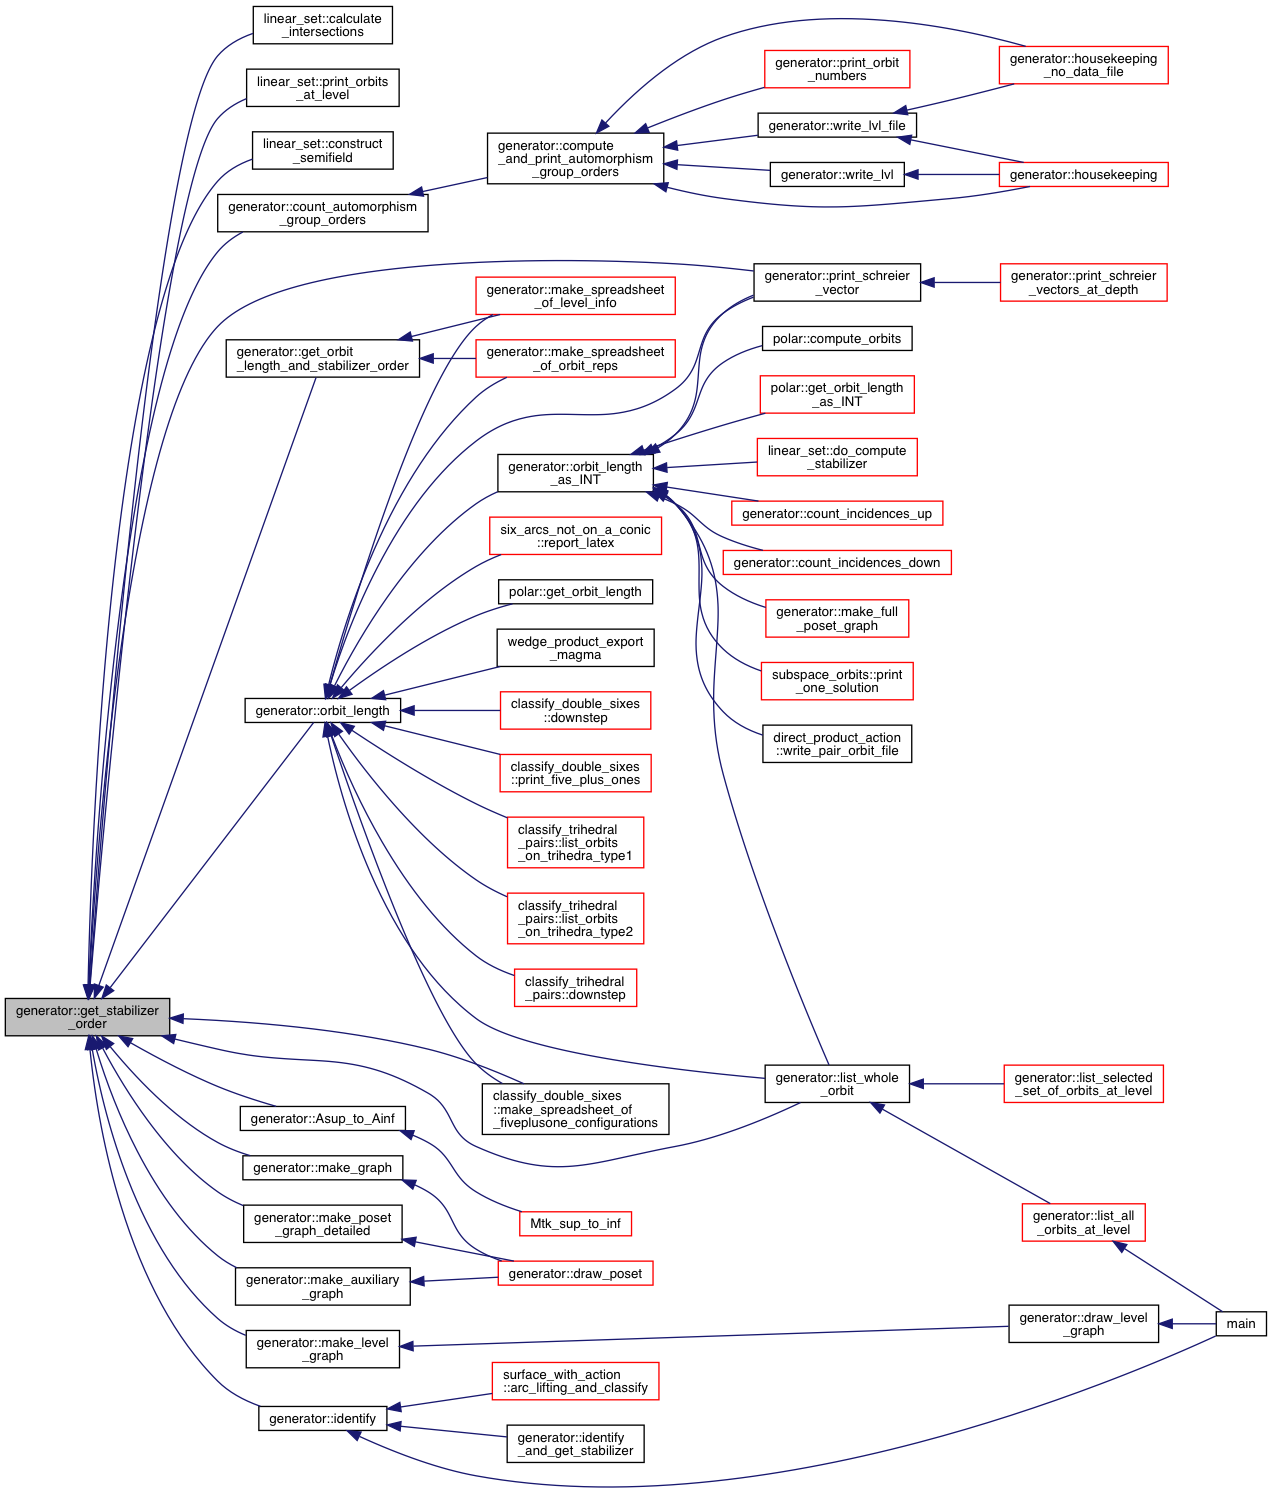 linear_set::calculate
_intersections
linear_set::print_orbits
_at_level
linear_set::construct
_semifield
generator::count_automorphism
_group_orders
generator::compute
_and_print_automorphism
_group_orders
generator::print_orbit
_numbers
generator::write_lvl_file
generator::write_lvl
generator::housekeeping
_no_data_file
generator::housekeeping
generator::print_schreier
_vector
generator::print_schreier
_vectors_at_depth
generator::make_spreadsheet
_of_level_info
generator::get_orbit
_length_and_stabilizer_order
generator::make_spreadsheet
_of_orbit_reps
polar::compute_orbits
polar::get_orbit_length
_as_INT
generator::orbit_length
_as_INT
linear_set::do_compute
_stabilizer
generator::count_incidences_up
generator::count_incidences_down
generator::make_full
_poset_graph
subspace_orbits::print
_one_solution
direct_product_action
::write_pair_orbit_file
six_arcs_not_on_a_conic
::report_latex
polar::get_orbit_length
wedge_product_export
_magma
generator::orbit_length
classify_double_sixes
::downstep
classify_double_sixes
::print_five_plus_ones
classify_trihedral
_pairs::list_orbits
_on_trihedra_type1
classify_trihedral
_pairs::list_orbits
_on_trihedra_type2
classify_trihedral
_pairs::downstep
generator::get_stabilizer
_order
classify_double_sixes
::make_spreadsheet_of
_fiveplusone_configurations
generator::list_whole
_orbit
generator::list_selected
_set_of_orbits_at_level
generator::Asup_to_Ainf
generator::make_graph
generator::make_poset
_graph_detailed
Mtk_sup_to_inf
generator::list_all
_orbits_at_level
generator::make_auxiliary
_graph
generator::draw_poset
generator::make_level
_graph
generator::draw_level
_graph
main
generator::identify
surface_with_action
::arc_lifting_and_classify
generator::identify
_and_get_stabilizer